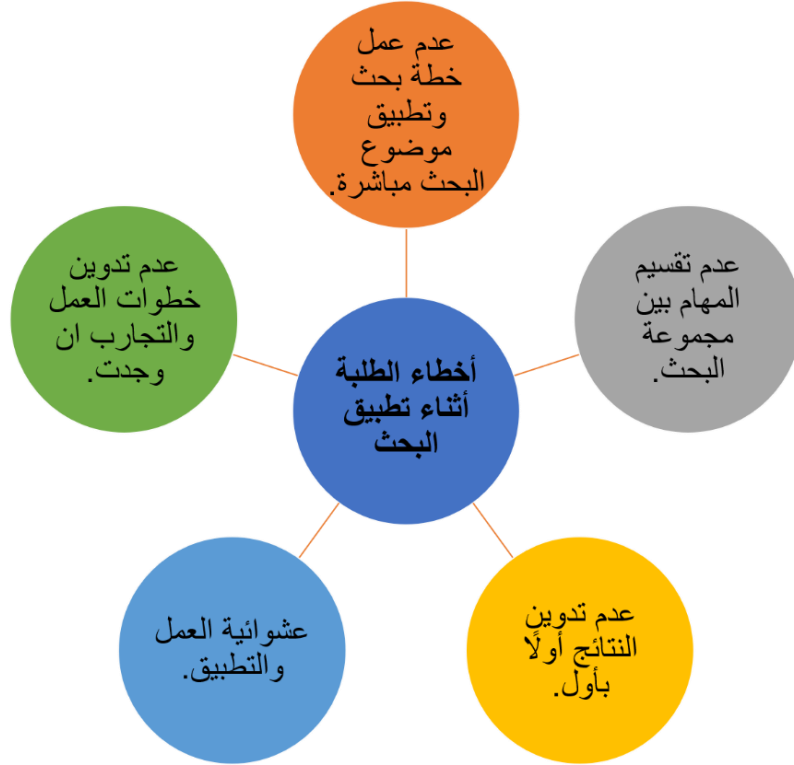 عدم عمل
خطة بحث
وتطبيق
موضوع
البحث مباشرة.
عدم تقسيم
المهام بين
مجموعة
البحث.
عدم تدوين
خطوات العمل
والتجارب ان
وجدت.
أخطاء الطلبة
أثناء تطبيق
البحث
عدم تدوين
النتائج أولًا
بأول.
عشوائية العمل
والتطبيق.